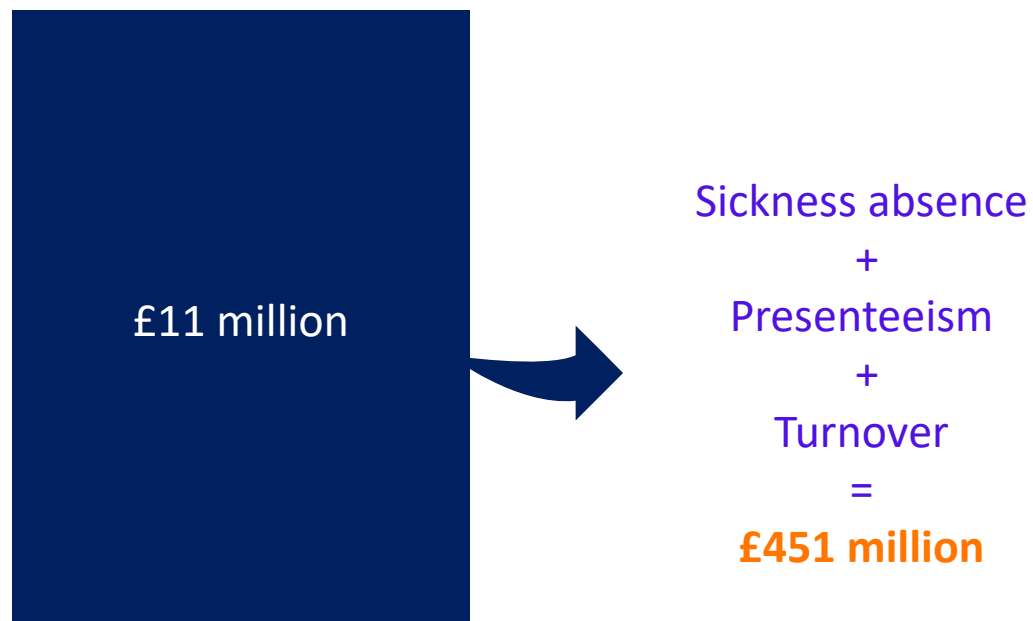 £11 million
Sickness absence
+
Presenteeism
+
Turnover
=
£451 million